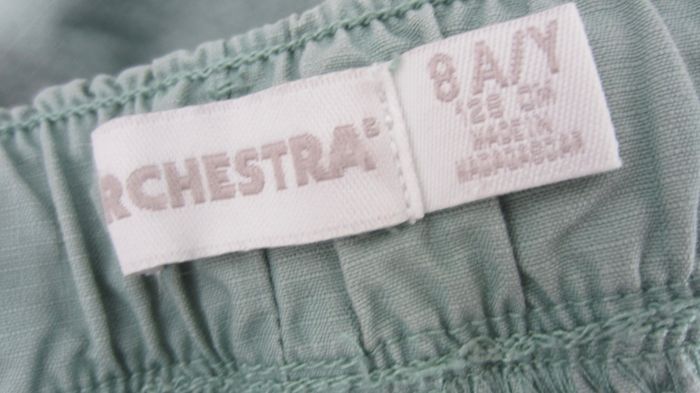 RCHESTRA®
8 A/Y
128 CM
MADE IN
MADAGASCAR